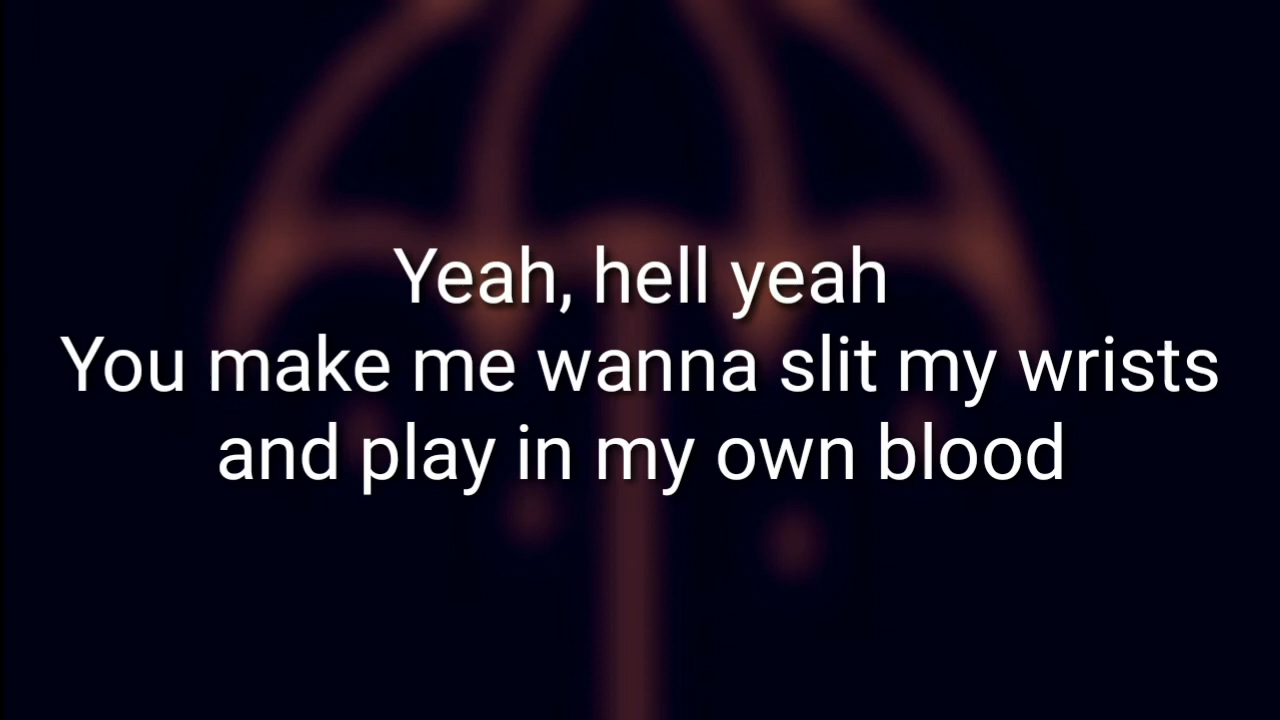 Yeah, hell yeah
You make me wanna slit my wrists
and play in my own blood